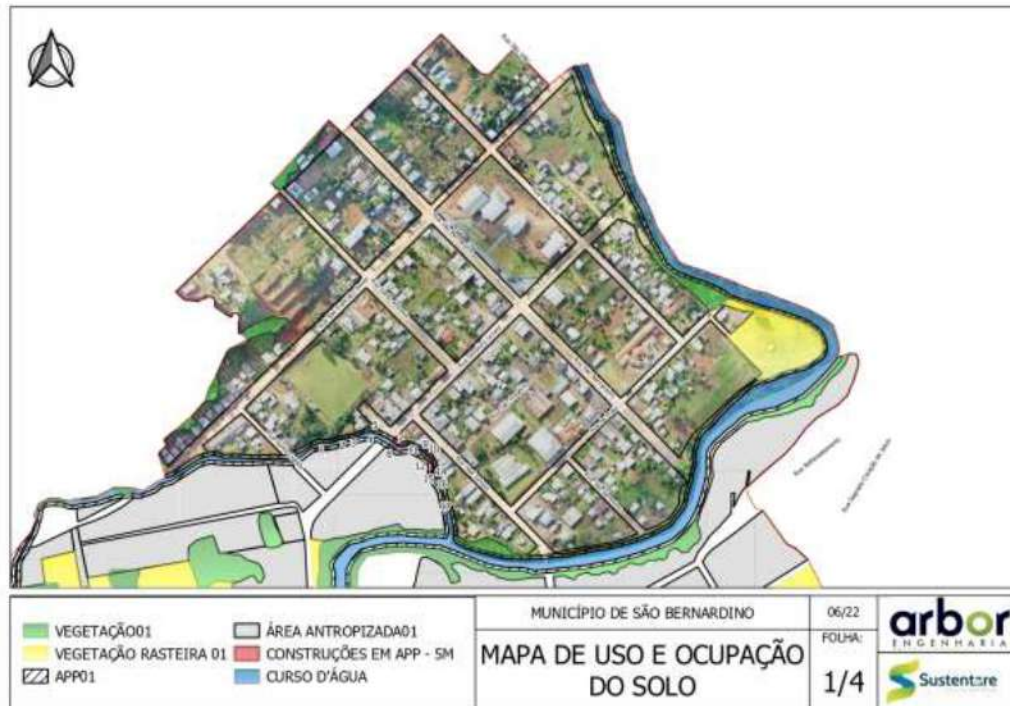 VEGETAÇÃO01
VEGETAÇÃO RASTEIRA 01
APP01
ÁREA ANTROPIZADA01
CONSTRUÇÕES EM APP - 5M
CURSO D'ÁGUA
MUNICÍPIO DE SÃO BERNARDINO
MAPA DE USO E OCUPAÇÃO
DO SOLO
06/22
FOLHA:
1/4
arbor
ENGENHARIA
Sustentare